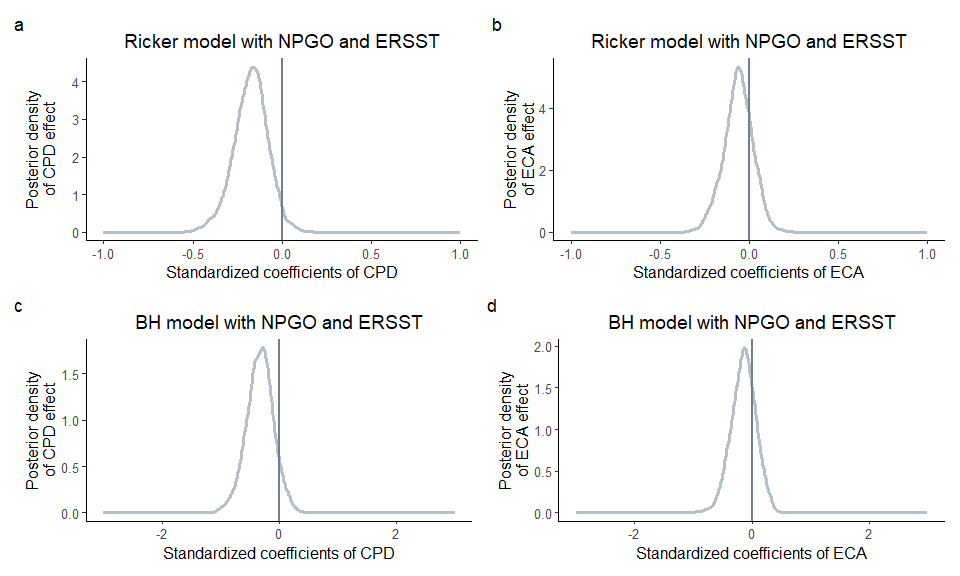 a
Ricker model with NPGO and ERSST
Posterior density
of CPD effect
4
3
2
1
0
-1.0
-0.5
0.0
0.5
1.0
Standardized coefficients of CPD
b
Ricker model with NPGO and ERSST
Posterior density
of ECA effect
4
2
0
-1.0
-0.5
0.0
0.5
1.0
Standardized coefficients of ECA
c
BH model with NPGO and ERSST
Posterior density
of CPD effect
1.5
1.0
0.5
0.0
-2
0
2
Standardized coefficients of CPD
d
BH model with NPGO and ERSST
Posterior density
of ECA effect
2.0
1.5
1.0
0.5
0.0
-2
0
2
Standardized coefficients of ECA